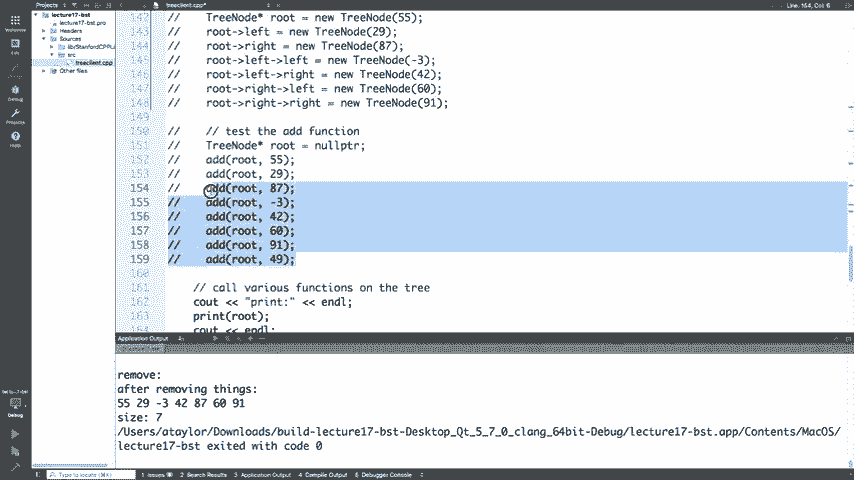 Projects
treeclient.cpp*
Line: 154, Col: 6
lecture17-bst
lecture17-bst.pro
Headers
Sources
src
treeclient.cpp
Other files
Welcome
Edit
Debug
Projects
Help
142 // TreeNode* root = new TreeNode(55);
143 // root->left = new TreeNode(29);
144 // root->right = new TreeNode(87);
145 // root->left->left = new TreeNode(-3);
146 // root->left->right = new TreeNode(42);
147 // root->right->left = new TreeNode(60);
148 // root->right->right = new TreeNode(91);
149
150 // // test the add function
151 // TreeNode* root = nullptr;
152 // add(root, 55);
153 // add(root, 29);
154 // add(root, 87);
155 // add(root, -3);
156 // add(root, 42);
157 // add(root, 60);
158 // add(root, 91);
159 // add(root, 49);
160
161 // call various functions on the tree
162 cout << "print:" << endl;
163 print(root);
164 cout << endl;
Application Output
remove:
after removing things:
55 29 -3 42 87 60 91
size: 7
/Users/ataylor/Downloads/build-lecture17-bst-Desktop_Qt_5_7_0_clang_64bit-Debug/lecture17-bst.app/Contents/MacOS/
lecture17-bst exited with code 0
Debug
Type to locate (⌘K)
1 Issues
2 Search Results
3 Application Output
4 Compile Output
5 Debugger Console